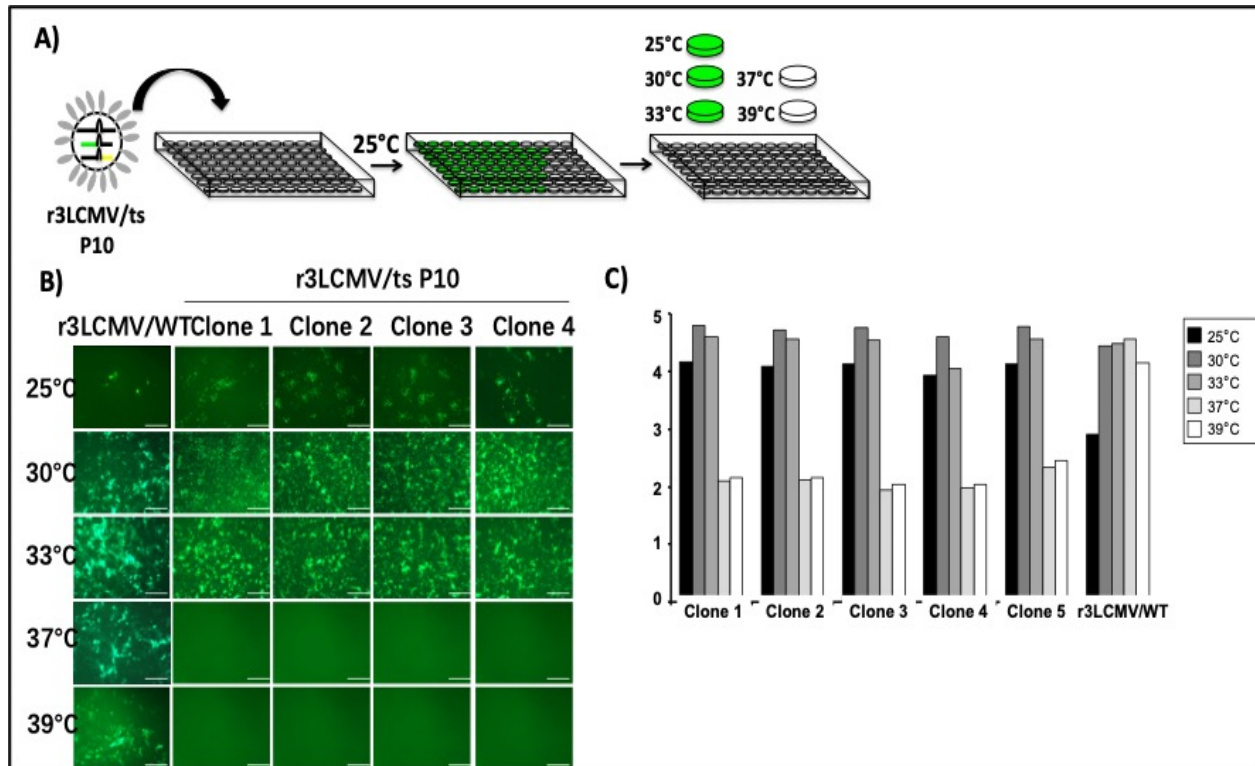 A)
25°C
30°C 37°C
33°C 39°C
25°C
r3LCMV/ts
P10
B)
r3LCMV/ts P10
r3LCMV/WT Clone 1 Clone 2 Clone 3 Clone 4
25°C
30°C
33°C
37°C
39°C
C)
5
4
3
2
1
0
Clone 1 Clone 2 Clone 3 Clone 4 Clone 5 r3LCMV/WT
25°C
30°C
33°C
37°C
39°C